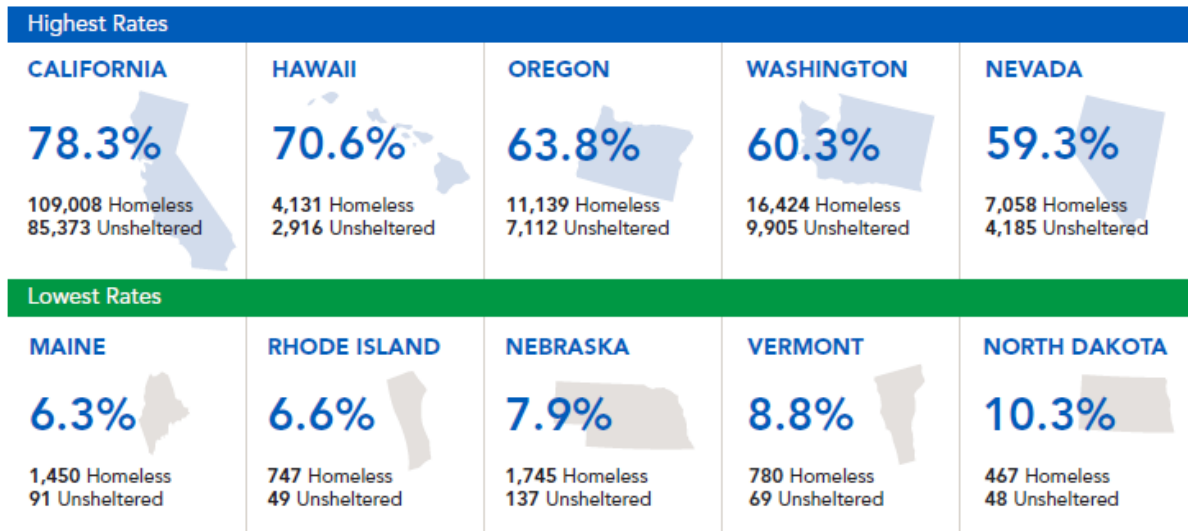 Highest Rates
CALIFORNIA
78.3%
109,008 Homeless
85,373 Unsheltered
HAWAII
70.6%
4,131 Homeless
2,916 Unsheltered
OREGON
63.8%
11,139 Homeless
7,112 Unsheltered
WASHINGTON
60.3%
16,424 Homeless
9,905 Unsheltered
NEVADA
59.3%
7,058 Homeless
4,185 Unsheltered
Lowest Rates
MAINE
6.3%
1,450 Homeless
91 Unsheltered
RHODE ISLAND
6.6%
747 Homeless
49 Unsheltered
NEBRASKA
7.9%
1,745 Homeless
137 Unsheltered
VERMONT
8.8%
780 Homeless
69 Unsheltered
NORTH DAKOTA
10.3%
467 Homeless
48 Unsheltered